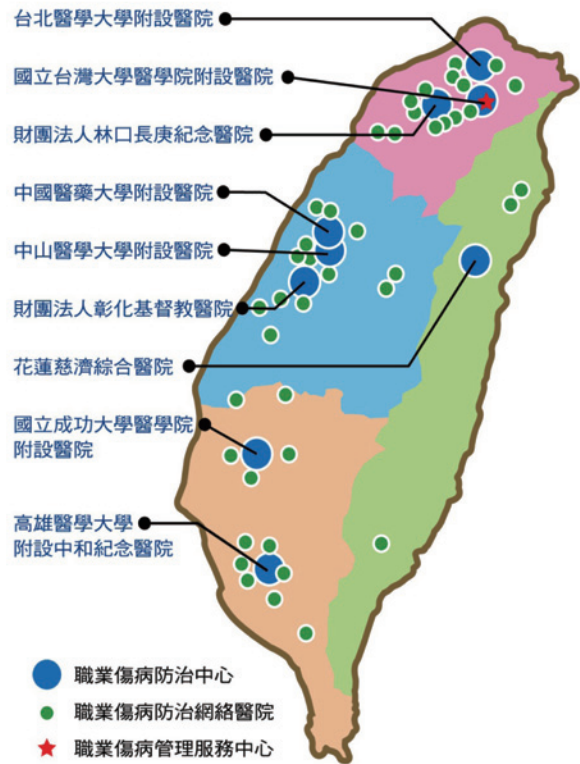 台北醫學大學附設醫院
國立台灣大學醫學院附設醫院
財團法人林口長庚紀念醫院
中國醫藥大學附設醫院
中山醫學大學附設醫院
財團法人彰化基督教醫院
花蓮慈濟綜合醫院
國立成功大學醫學院
附設醫院
高雄醫學大學
附設中和紀念醫院
職業傷病防治中心
職業傷病防治網絡醫院
職業傷病管理服務中心